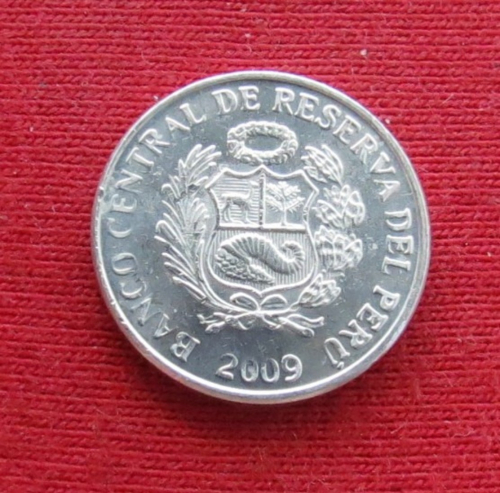 BANCO CENTRAL DE RESERVA DEL PERÚ
2009